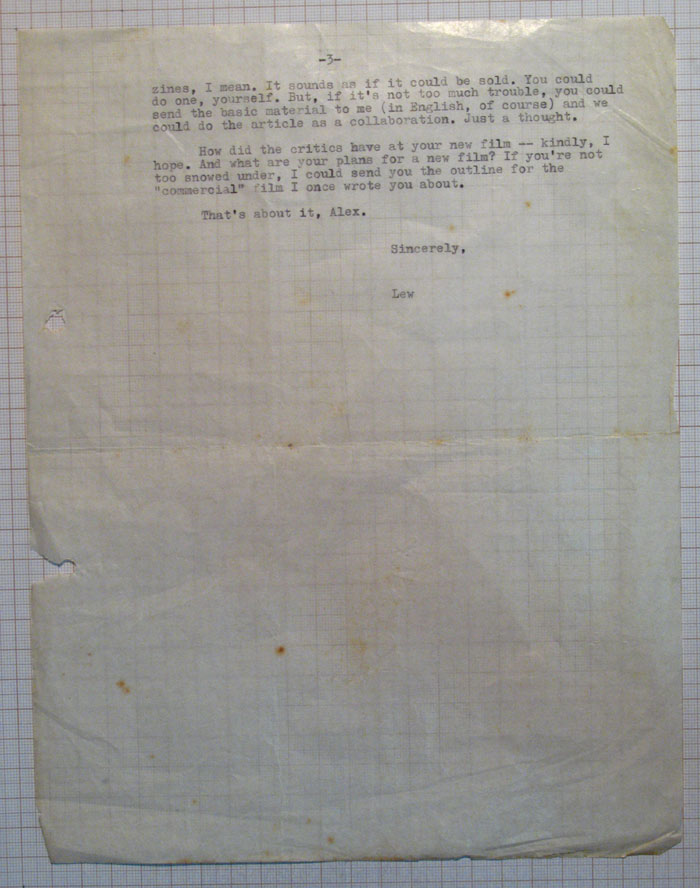 -3-
zines, I mean. It sounds as if it could be sold. You could
do one, yourself. But, if it's not too much trouble, you could
send the basic material to me (in English, of course) and we
could do the article as a collaboration. Just a thought.
How did the critics have at your new film -- kindly, I
hope. And what are your plans for a new film? If you're not
too snowed under, I could send you the outline for the
"commercial" film I once wrote you about.
That's about it, Alex.
Sincerely,
Lew